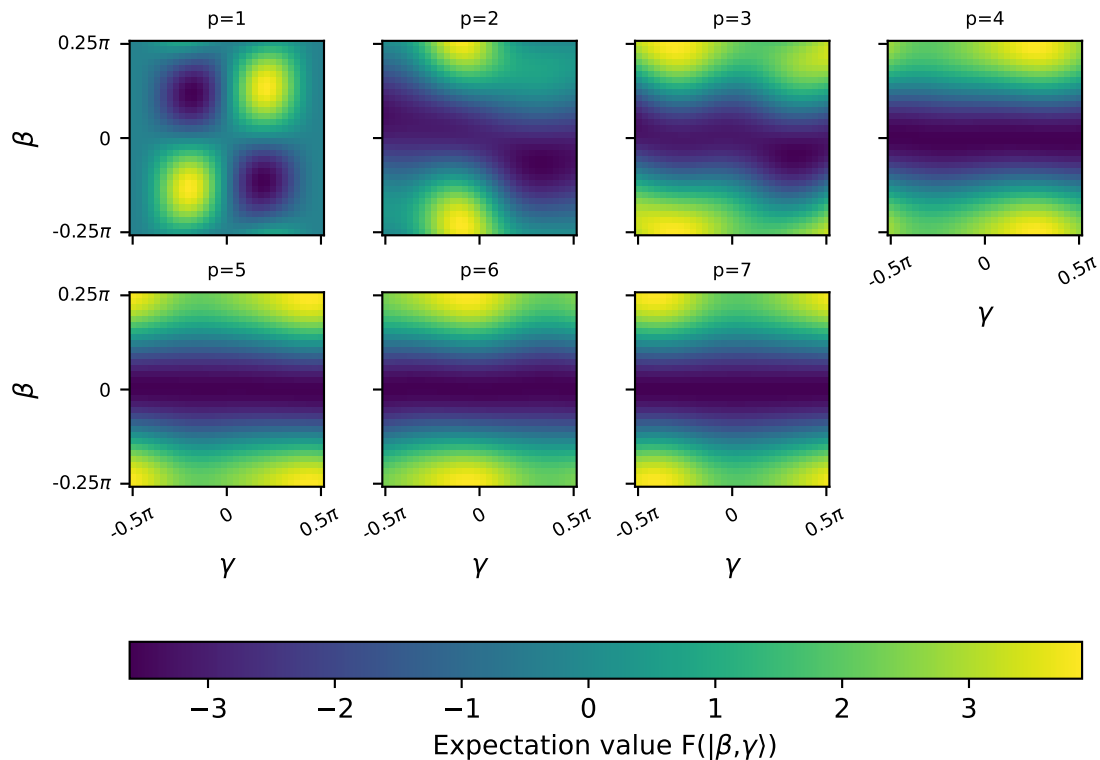 p=1 p=2 p=3 p=4
0.25π
β
0
-0.25π
-0.5π 0 0.5π
γ
p=5 p=6 p=7
0.25π
β
0
-0.25π
-0.5π 0 0.5π -0.5π 0 0.5π -0.5π 0 0.5π
γ γ γ
−3 −2 −1 0 1 2 3
Expectation value F(|β,γ⟩)